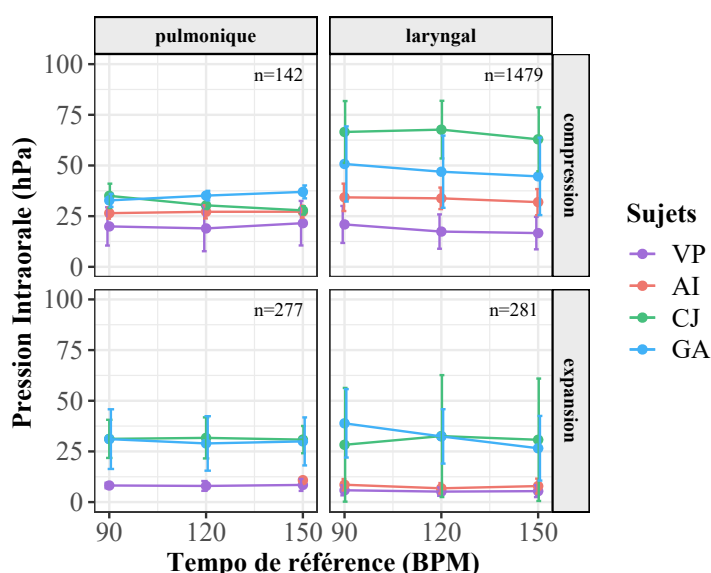 pulmonique
laryngal
100
75
50
25
0
n=142
n=1479
compression
100
75
50
25
0
n=277
n=281
expansion
90
120
150
90
120
150
Pression Intraorale (hPa)
Tempo de référence (BPM)
Sujets
VP
AI
CJ
GA